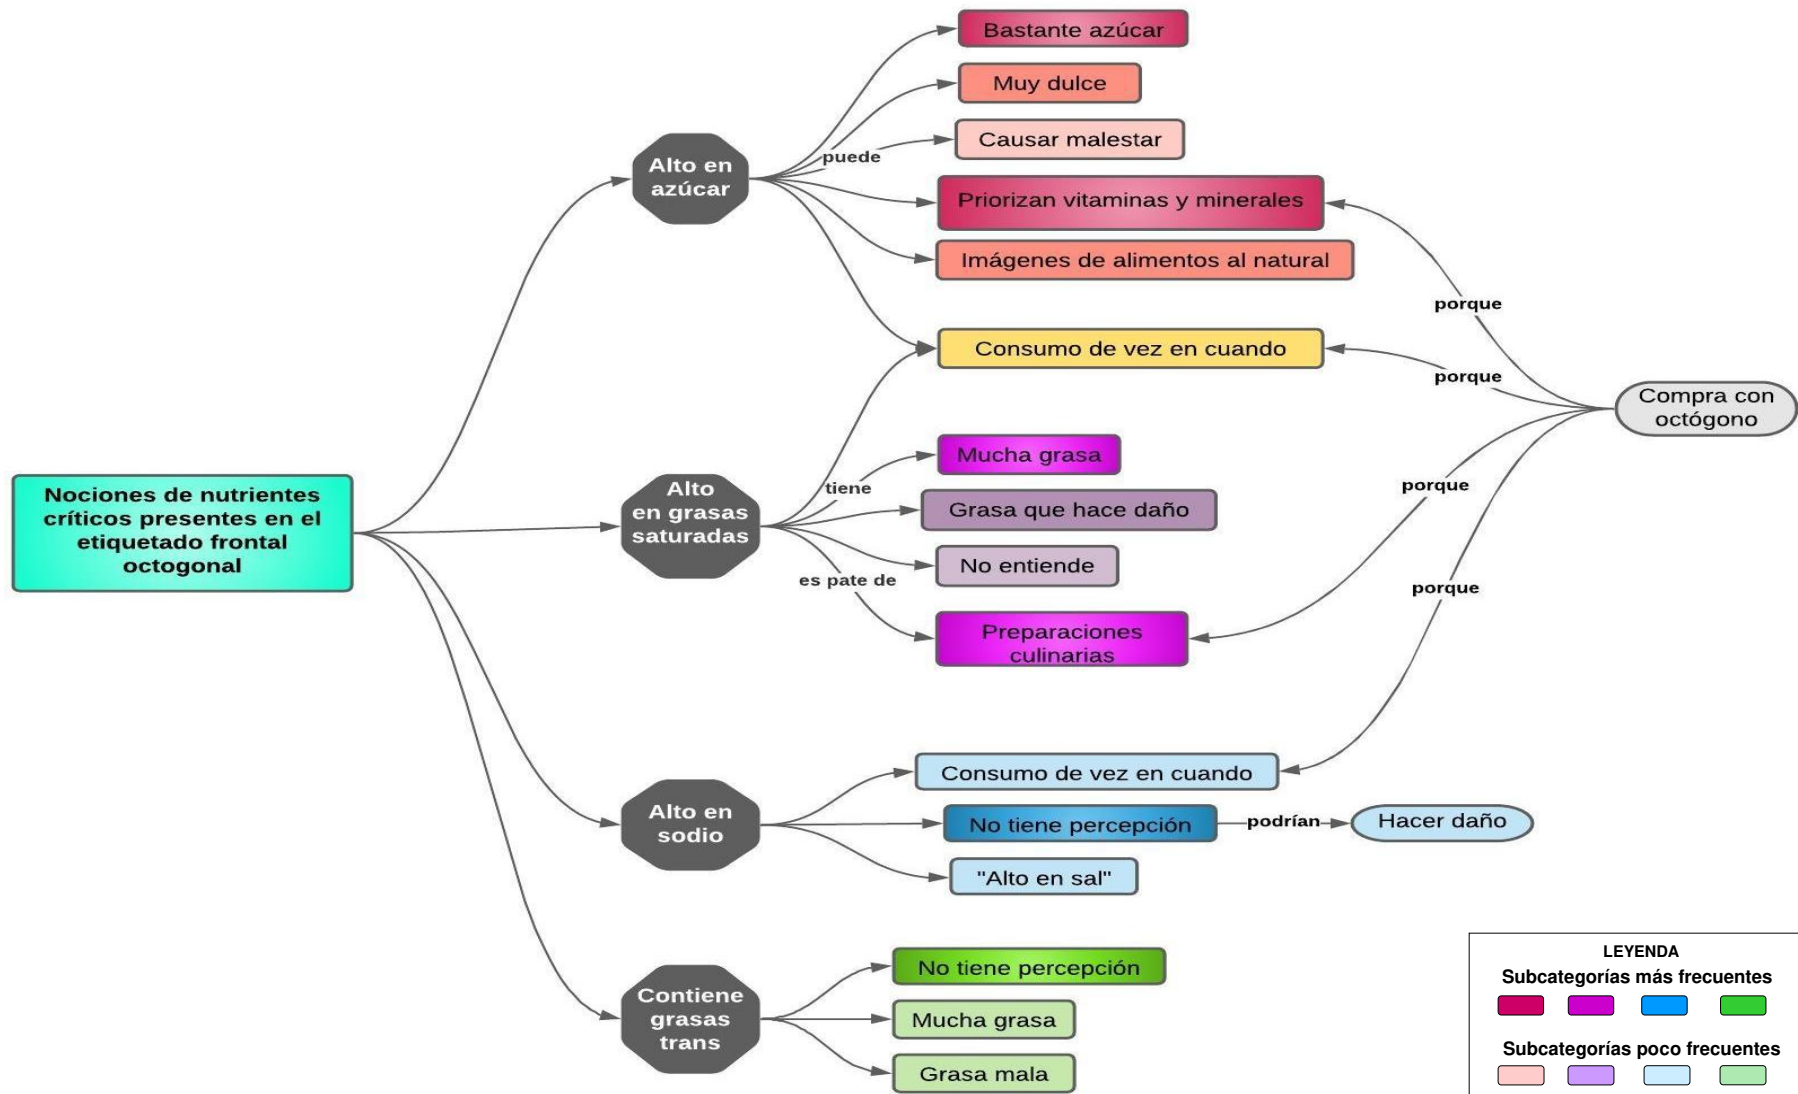 Bastante azúcar
Muy dulce
Causar malestar
Alto en
azúcar
puede
Priorizan vitaminas y minerales
Imágenes de alimentos al natural
porque
Consumo de vez en cuando
porque
Compra con
octógono
Nociones de nutrientes
críticos presentes en el
etiquetado frontal
octogonal
Alto
en grasas
saturadas
tiene
Mucha grasa
Grasa que hace daño
No entiende
es pate de
Preparaciones
culinarias
porque
porque
Alto en
sodio
Consumo de vez en cuando
No tiene percepción
podrían
Hacer daño
"Alto en sal"
Contiene
grasas
trans
No tiene percepción
Mucha grasa
Grasa mala
LEYENDA
Subcategorías más frecuentes
Subcategorías poco frecuentes